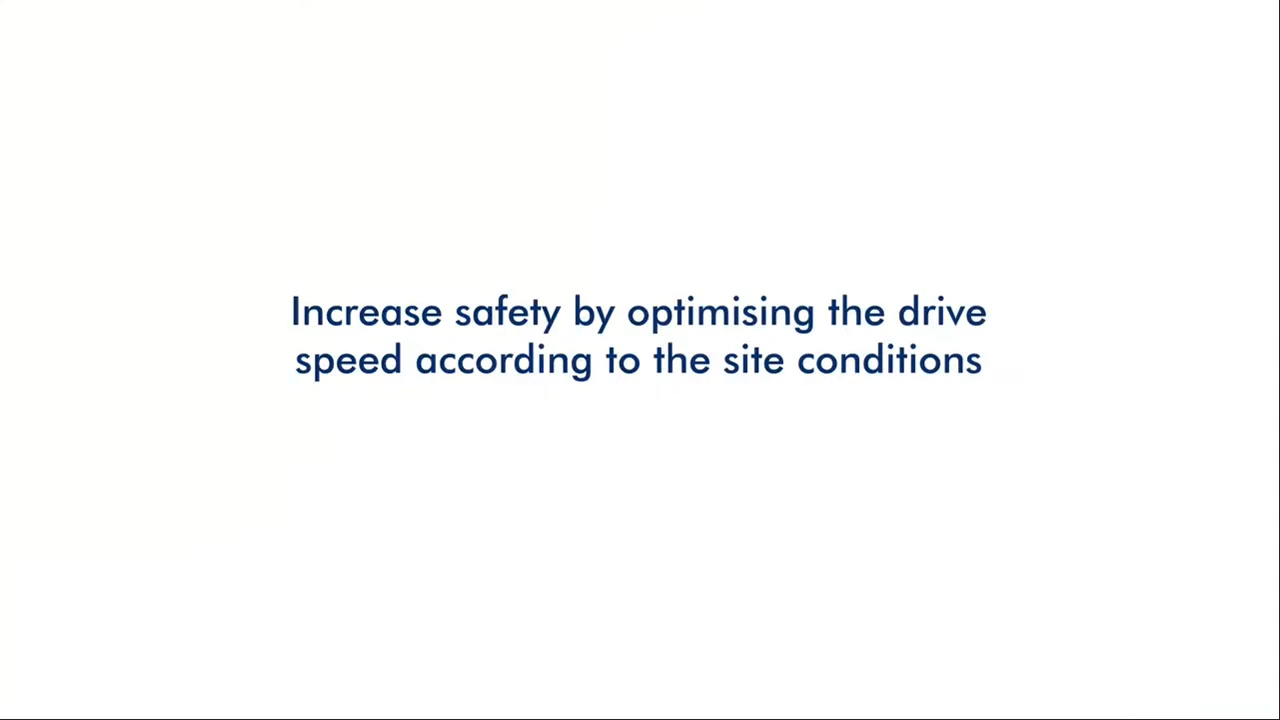 Increase safety by optimising the drive
speed according to the site conditions